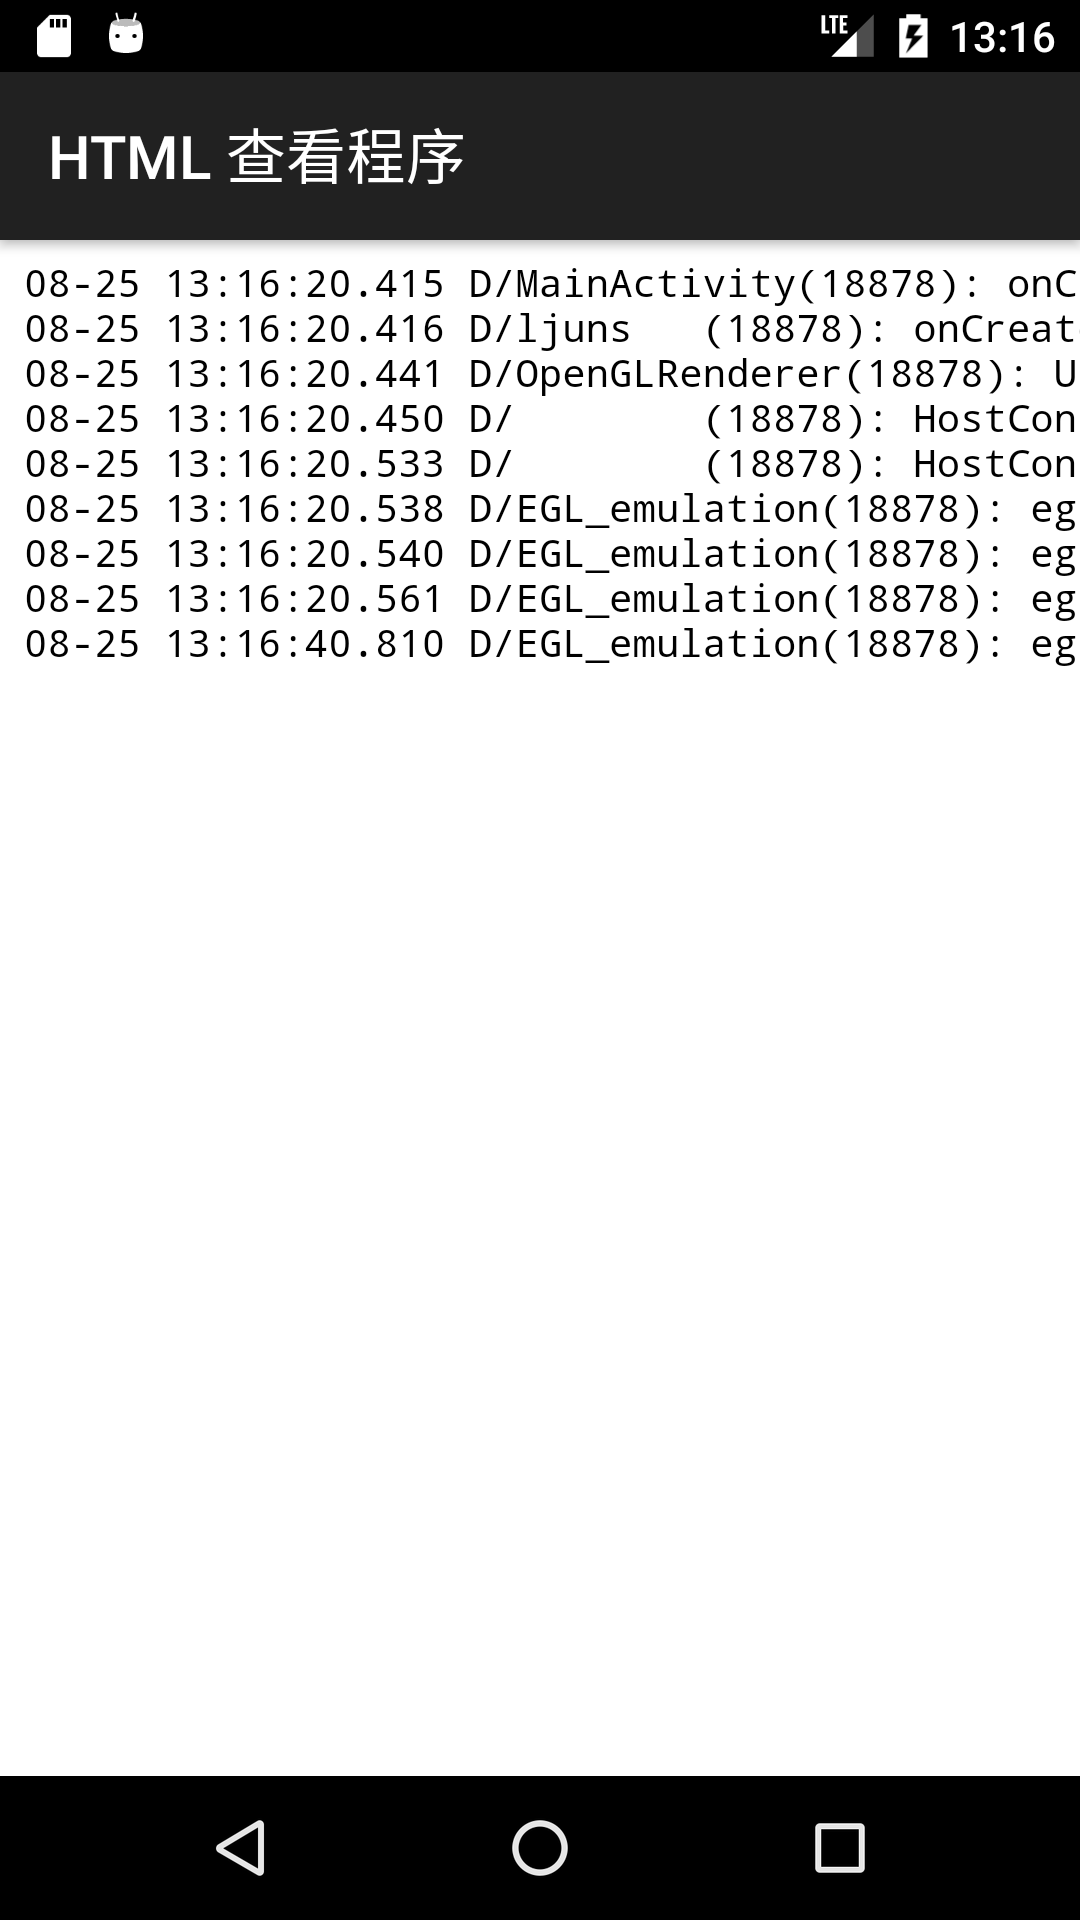 LTE 13:16
HTML 查看程序
08-25 13:16:20.415 D/MainActivity(18878): onC
08-25 13:16:20.416 D/ljuns   (18878): onCreat
08-25 13:16:20.441 D/OpenGLRenderer(18878): U
08-25 13:16:20.450 D/        (18878): HostCon
08-25 13:16:20.533 D/        (18878): HostCon
08-25 13:16:20.538 D/EGL_emulation(18878): eg
08-25 13:16:20.540 D/EGL_emulation(18878): eg
08-25 13:16:20.561 D/EGL_emulation(18878): eg
08-25 13:16:40.810 D/EGL_emulation(18878): eg